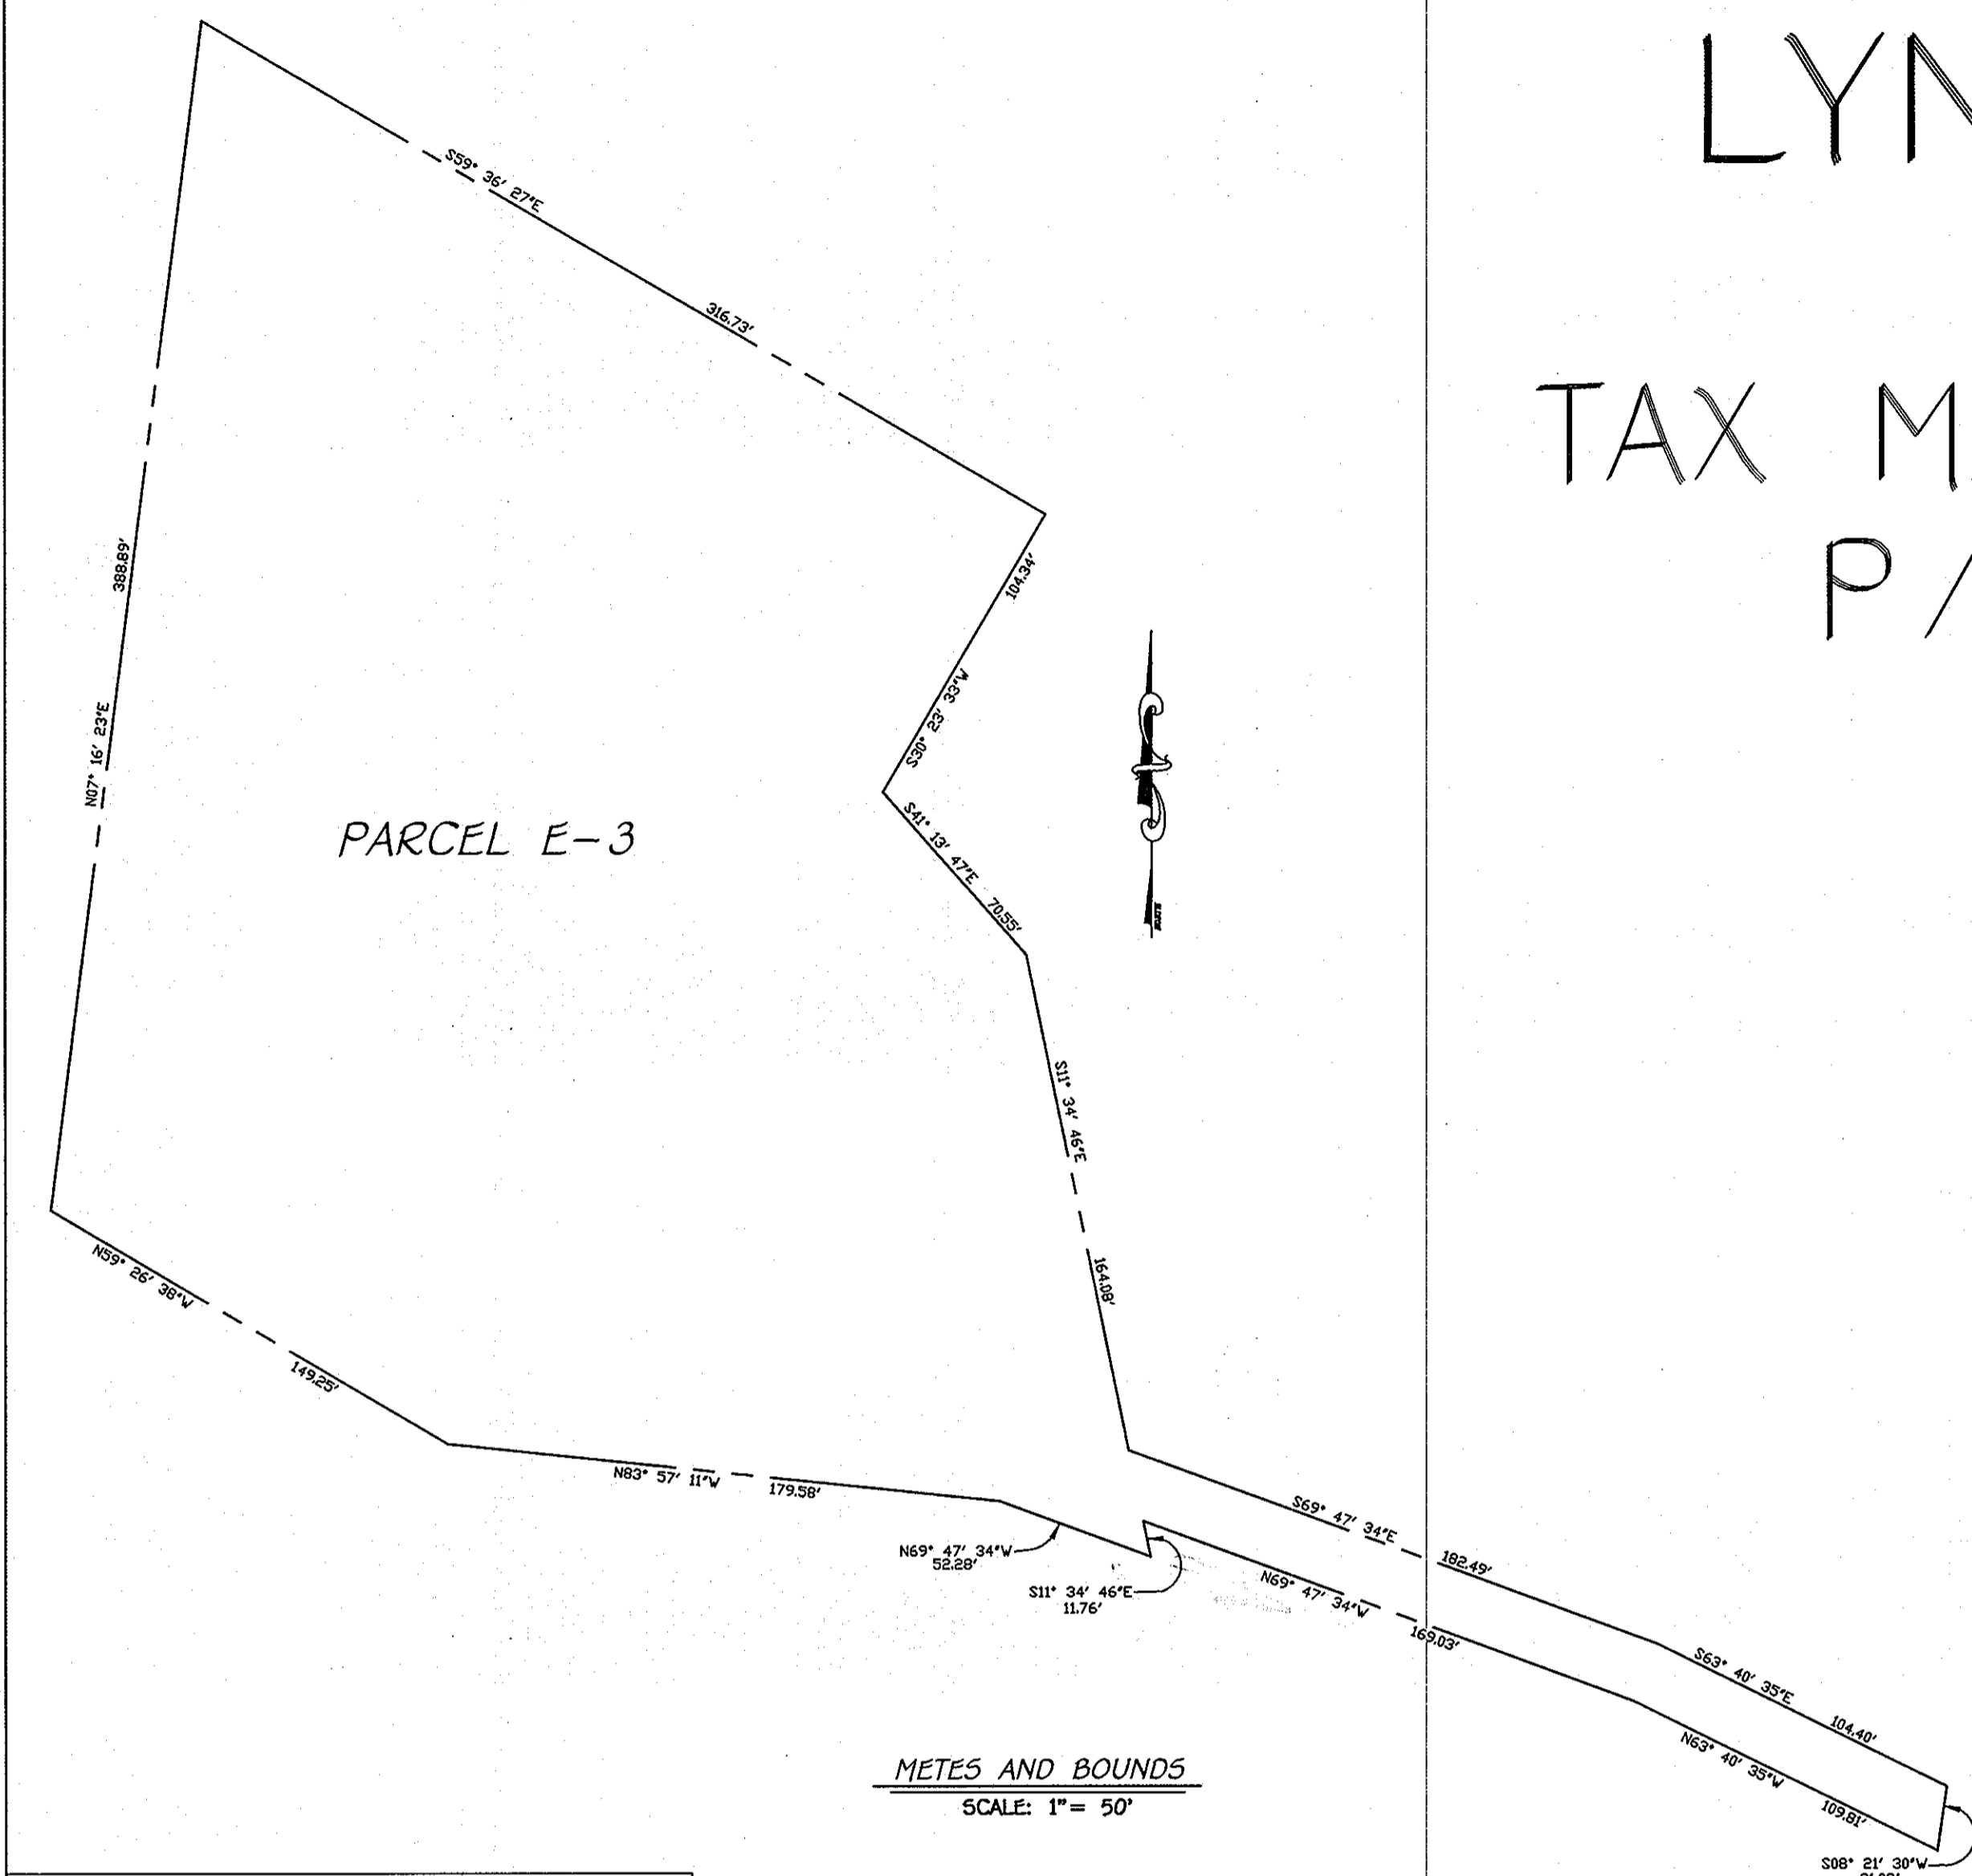 LYN
TAX M
P
S59° 36' 27"E
316.73'
388.89'
N07° 16' 23"E
104.34'
S30° 23' 33"W
PARCEL E-3
S41° 13' 47"E 70.55'
S11° 34' 46"E
164.08'
N59° 26' 38"W
149.25'
N83° 57' 11"W 179.58'
N69° 47' 34"W
52.28'
S11° 34' 46"E
11.76'
S69° 47' 34"E
182.49'
N69° 47' 34"W
169.03'
S63° 40' 35"E
104.40'
N63° 40' 35"W
109.81'
S08° 21' 30"W
METES AND BOUNDS
SCALE: 1"= 50'